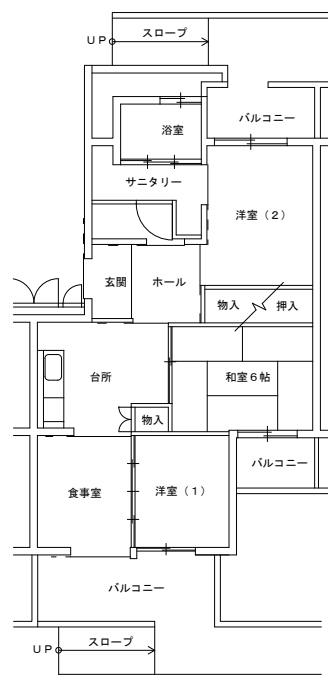 スロープ
UP
バルコニー
浴室
サニタリー
洋室（2）
玄関
ホール
物入
押入
台所
和室6帖
物入
バルコニー
食事室
洋室（1）
バルコニー
スロープ
UP